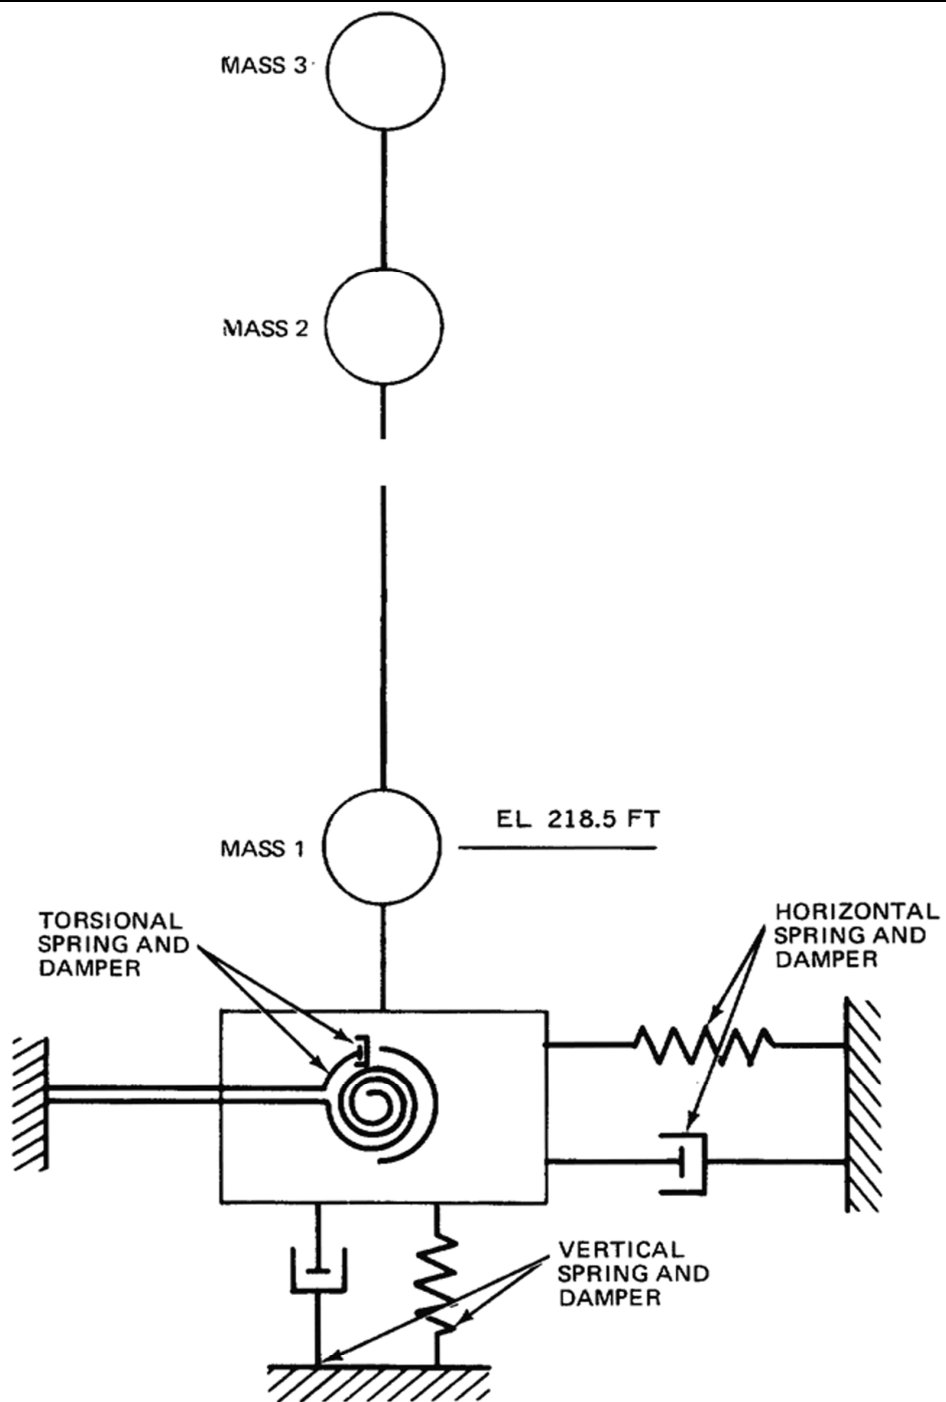 MASS 3
MASS 2
MASS 1
EL 218.5 FT
TORSIONAL
SPRING AND
DAMPER
HORIZONTAL
SPRING AND
DAMPER
VERTICAL
SPRING AND
DAMPER